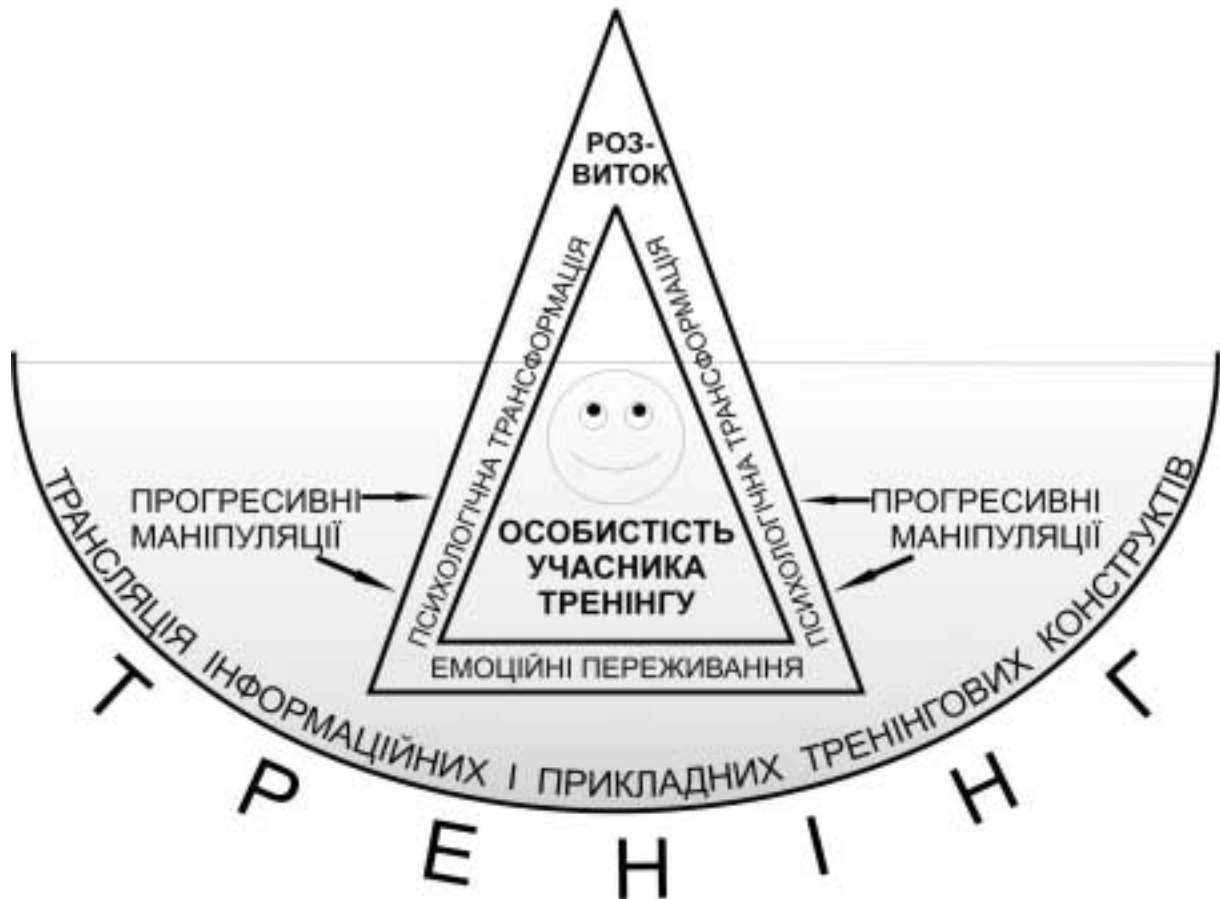 РОЗ-
ВИТОК
ПСИХОЛОГІЧНА ТРАНСФОРМАЦІЯ
ПСИХОЛОГІЧНА ТРАНСФОРМАЦІЯ
ПРОГРЕСИВНІ
МАНІПУЛЯЦІЇ
ОСОБИСТІСТЬ
УЧАСНИКА
ТРЕНІНГУ
ПРОГРЕСИВНІ
МАНІПУЛЯЦІЇ
ЕМОЦІЙНІ ПЕРЕЖИВАННЯ
ТРАНСЛЯЦІЯ ІНФОРМАЦІЙНИХ І ПРИКЛАДНИХ ТРЕНІНГОВИХ КОНСТРУКТІВ
ТРЕНІНГ